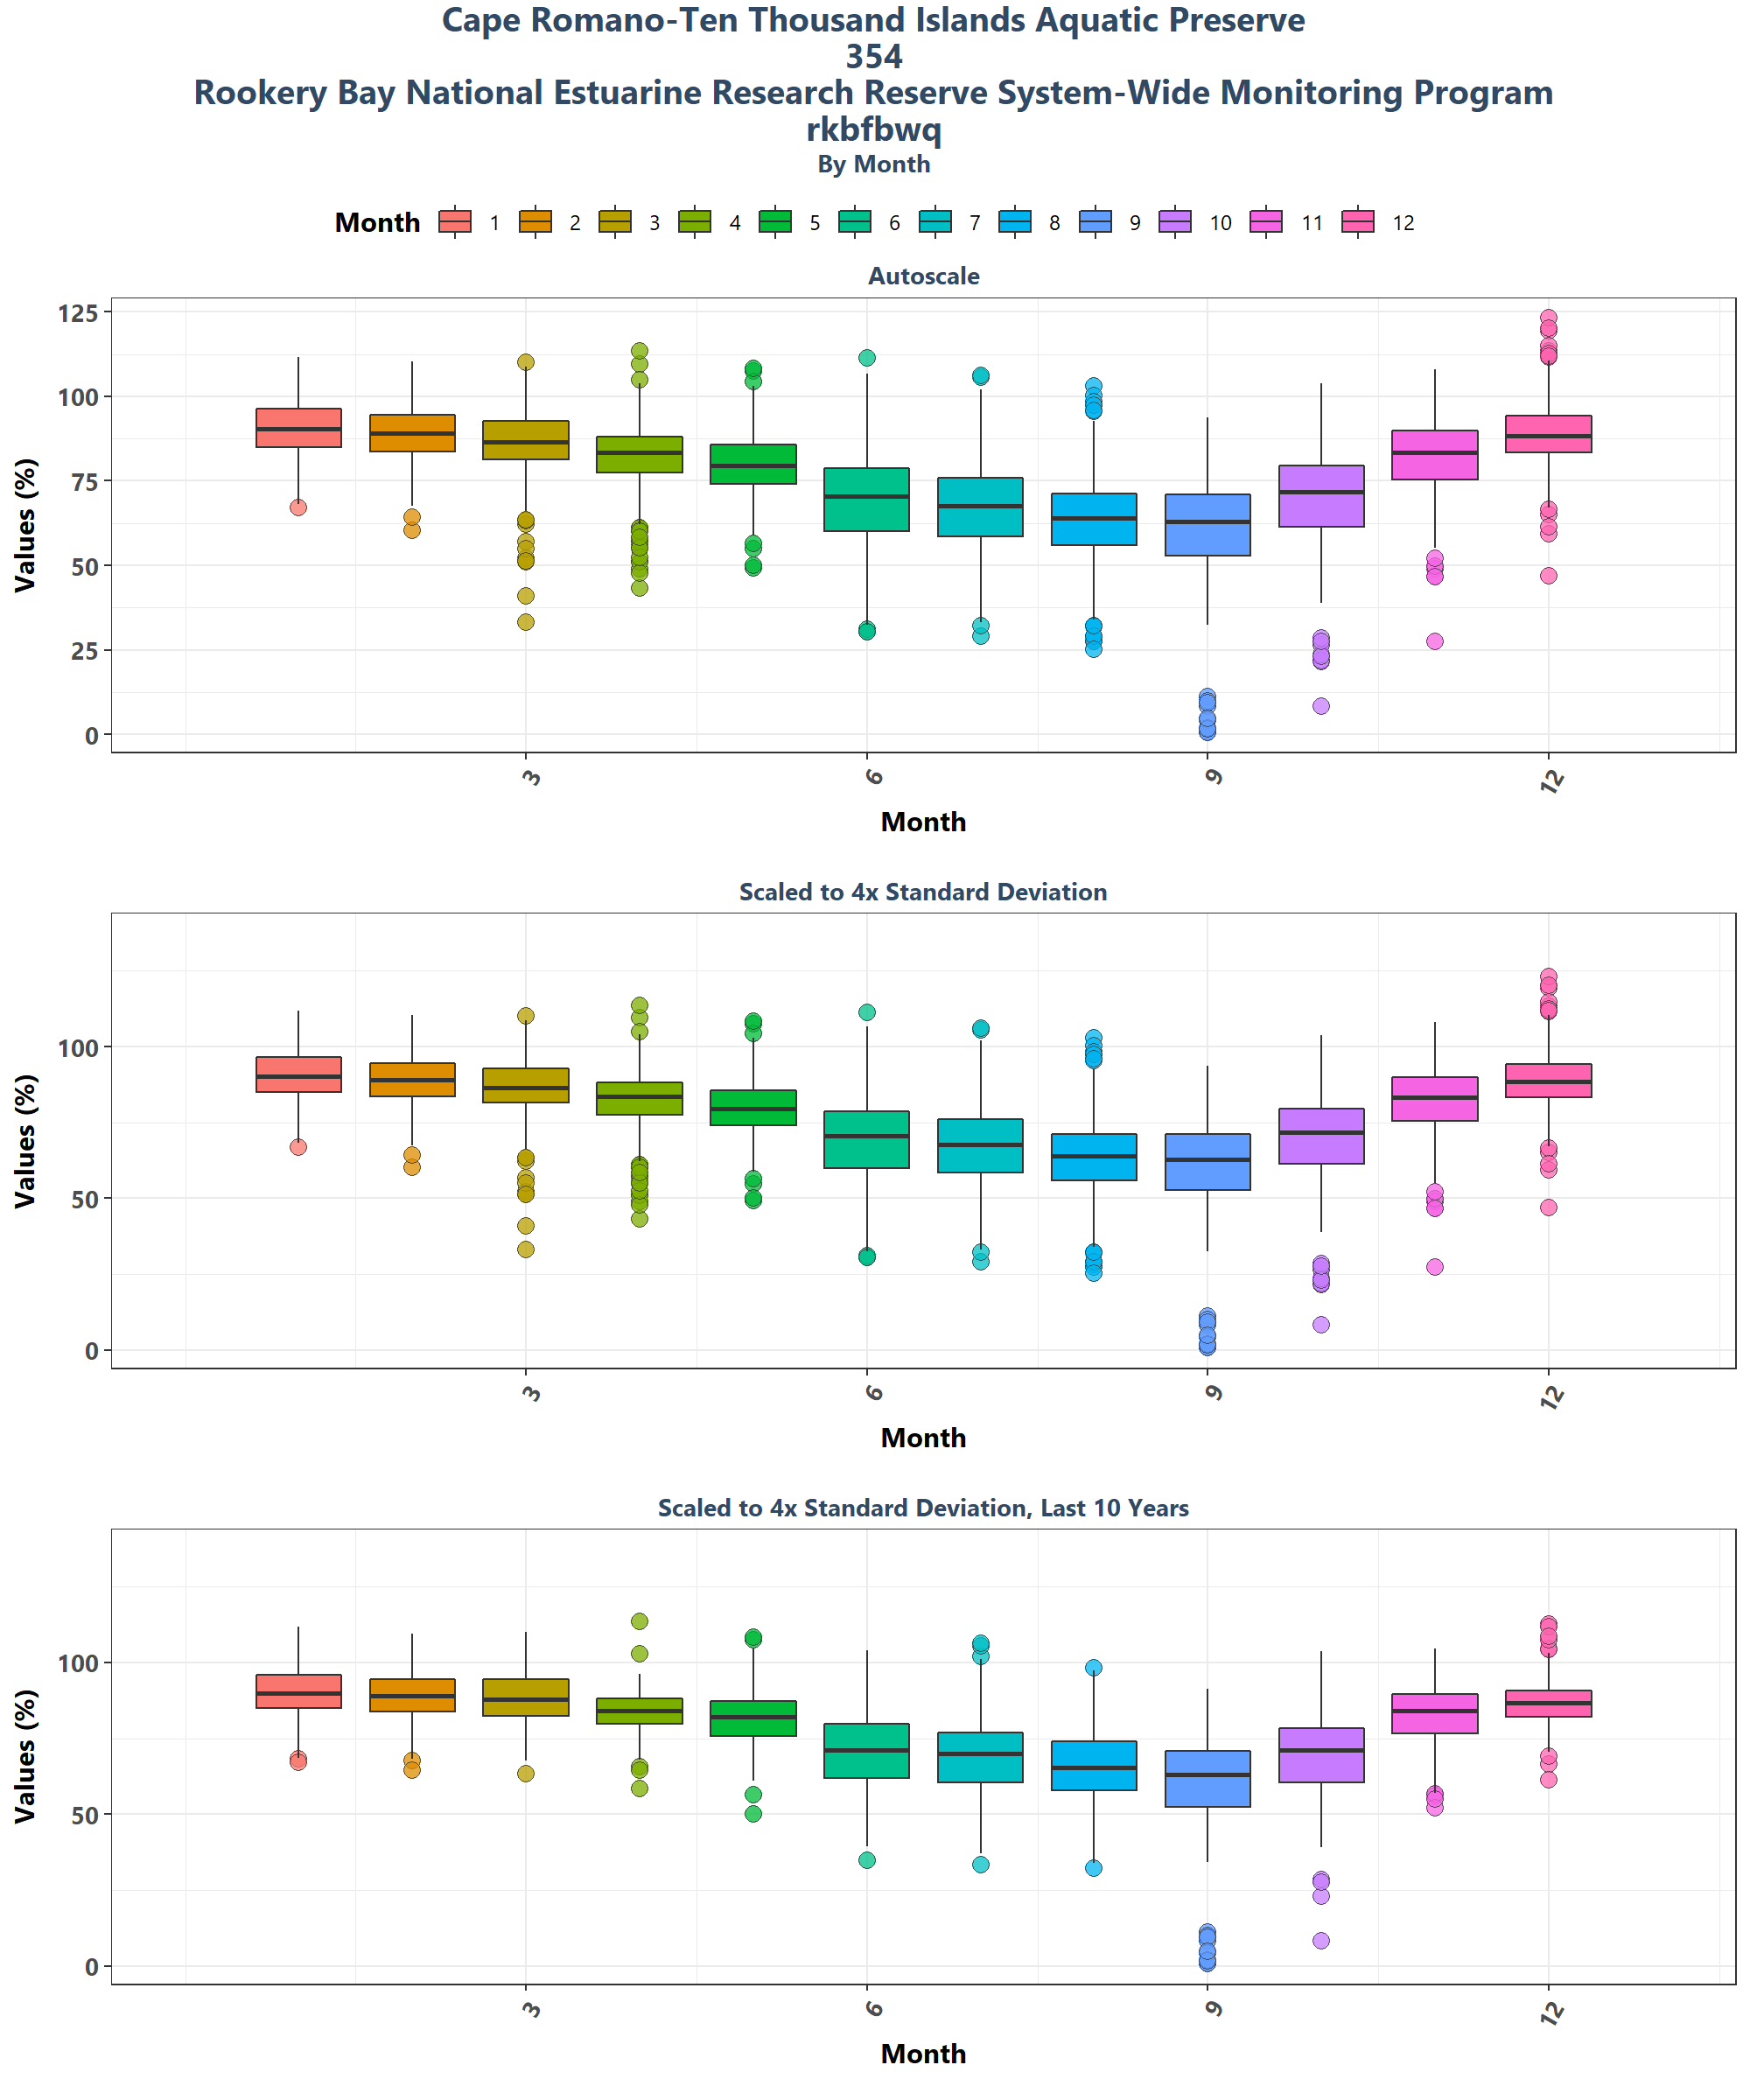 Cape Romano-Ten Thousand Islands Aquatic Preserve
354
Rookery Bay National Estuarine Research Reserve System-Wide Monitoring Program
rkbfbwq
By Month
Month 1 2 3 4 5 6 7 8 9 10 11 12
Autoscale
Values (%)
125
100
75
50
25
0
3 6 9 12
Month
Scaled to 4x Standard Deviation
Values (%)
100
50
0
3 6 9 12
Month
Scaled to 4x Standard Deviation, Last 10 Years
Values (%)
100
50
0
3 6 9 12
Month